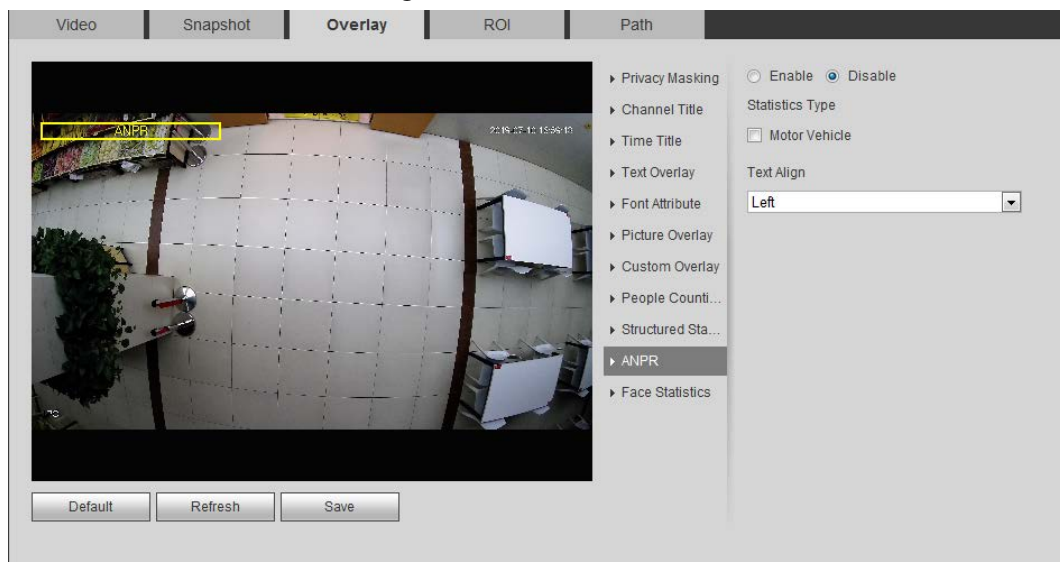 Video Snapshot Overlay ROI Path
ANPR
Privacy Masking
Channel Title
Time Title
Text Overlay
Font Attribute
Picture Overlay
Custom Overlay
People Counti...
Structured Sta...
ANPR
Face Statistics
Enable Disable
Statistics Type
Motor Vehicle
Text Align
Left
Default Refresh Save